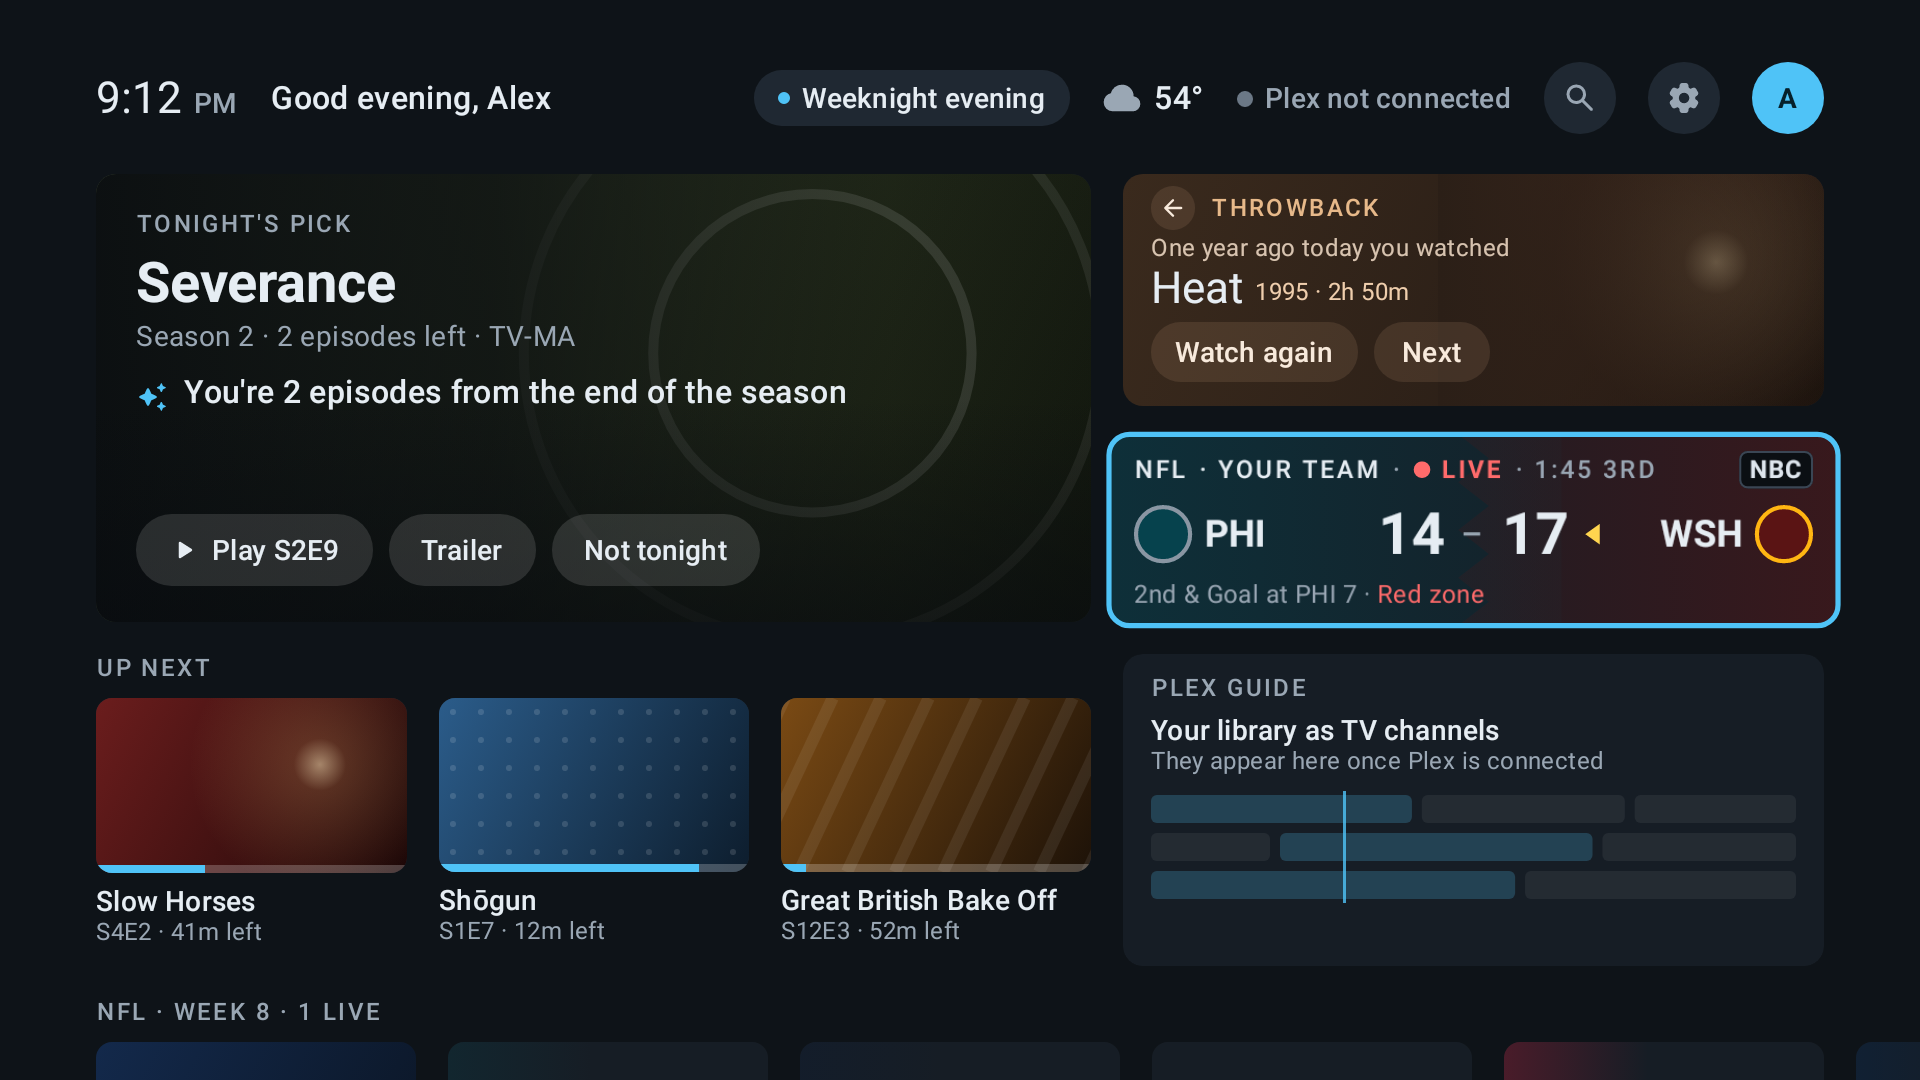 9:12 PM Good evening, Alex
Weeknight evening
54°
Plex not connected
A
TONIGHT'S PICK
Severance
Season 2 · 2 episodes left · TV-MA
You're 2 episodes from the end of the season
Play S2E9
Trailer
Not tonight
THROWBACK
One year ago today you watched
Heat 1995 · 2h 50m
Watch again
Next
NFL · YOUR TEAM · LIVE · 1:45 3RD
NBC
PHI 14 – 17 WSH
2nd & Goal at PHI 7 · Red zone
UP NEXT
Slow Horses
S4E2 · 41m left
Shōgun
S1E7 · 12m left
Great British Bake Off
S12E3 · 52m left
PLEX GUIDE
Your library as TV channels
They appear here once Plex is connected
NFL · WEEK 8 · 1 LIVE